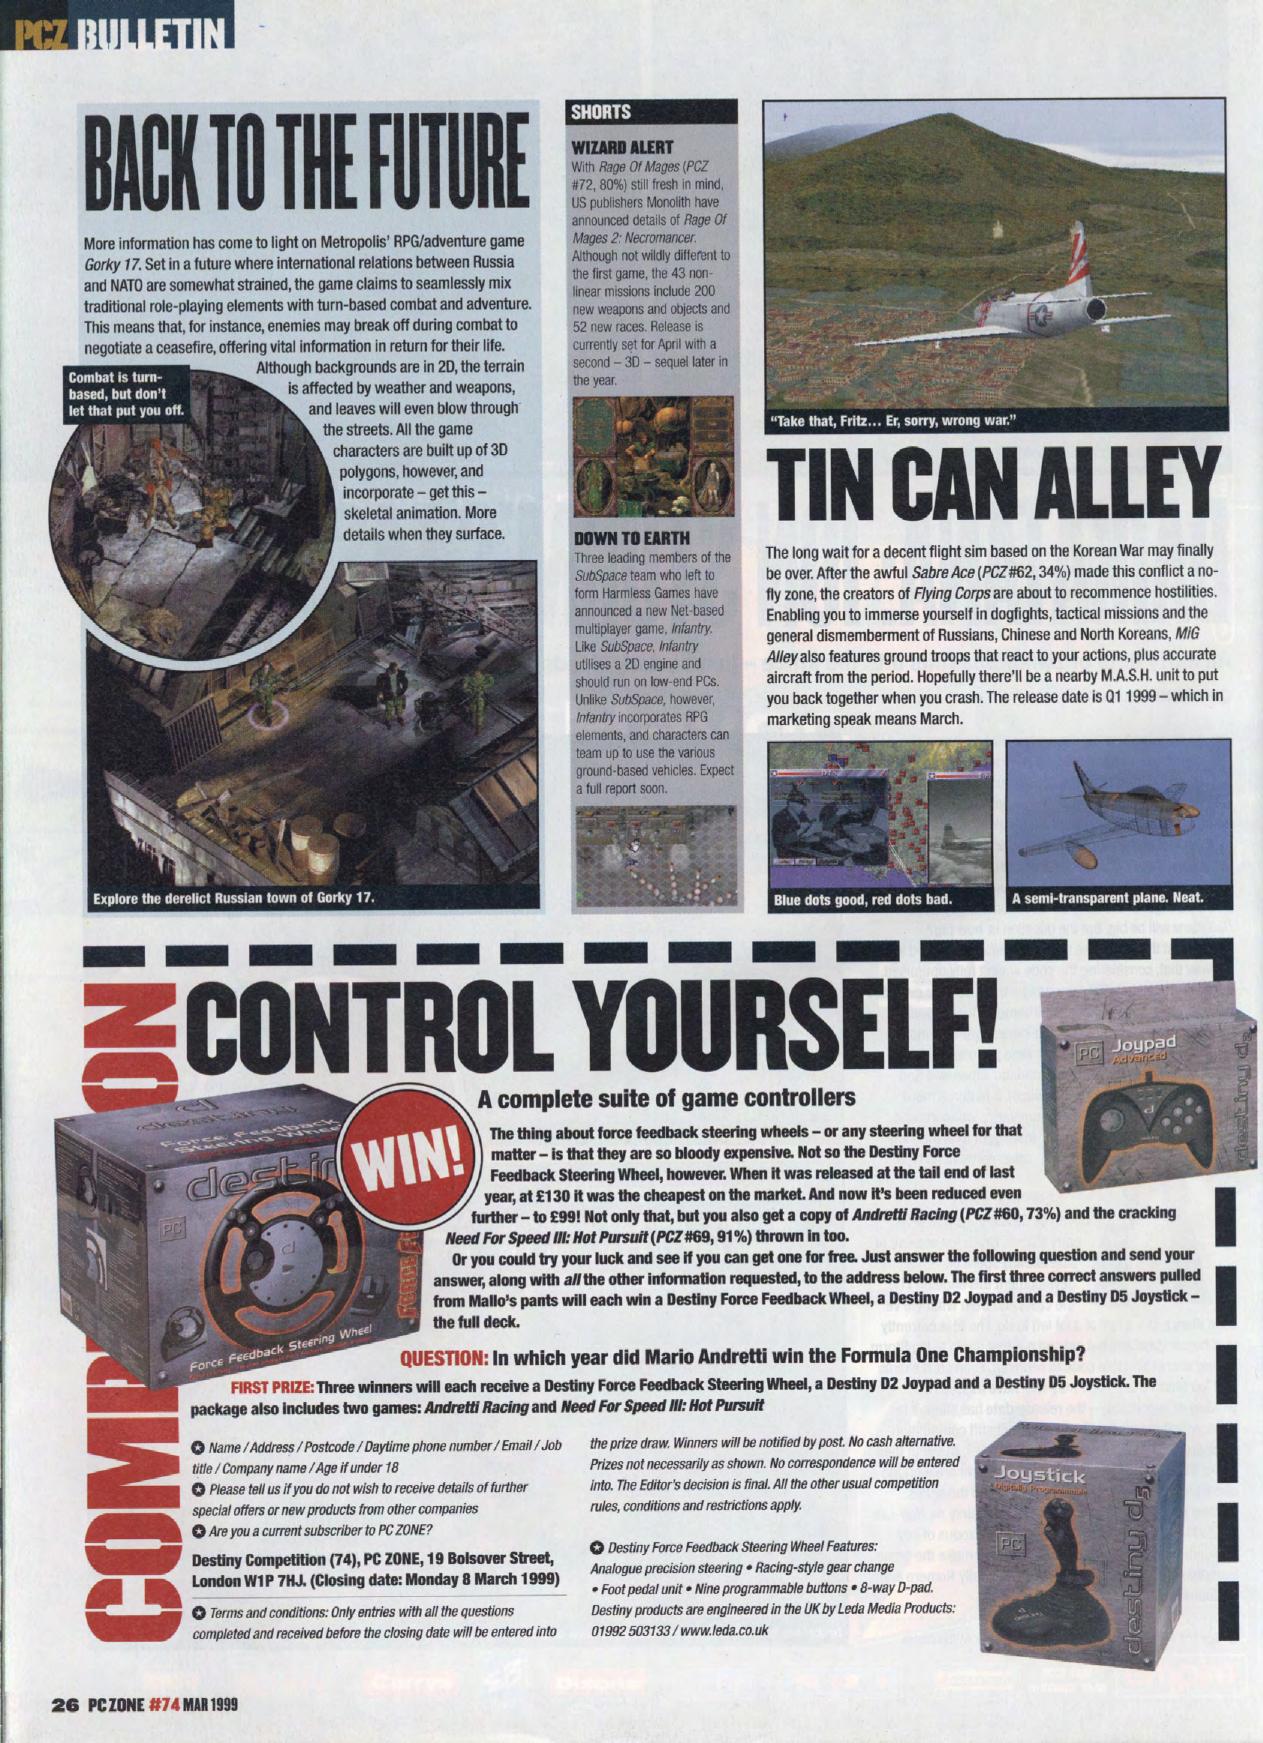 PCZ BULLETIN
BACK TO THE FUTURE
More information has come to light on Metropolis' RPG/adventure game
Gorky 17. Set in a future where international relations between Russia
and NATO are somewhat strained, the game claims to seamlessly mix
traditional role-playing elements with turn-based combat and adventure.
This means that, for instance, enemies may break off during combat to
negotiate a ceasefire, offering vital information in return for their life.
Although backgrounds are in 2D, the terrain
is affected by weather and weapons,
and leaves will even blow through
the streets. All the game
characters are built up of 3D
polygons, however, and
incorporate – get this –
skeletal animation. More
details when they surface.
Combat is turn-
based, but don't
let that put you off.
Explore the derelict Russian town of Gorky 17.
SHORTS
WIZARD ALERT
With Rage Of Mages (PCZ
#72, 80%) still fresh in mind,
US publishers Monolith have
announced details of Rage Of
Mages 2: Necromancer.
Although not wildly different to
the first game, the 43 non-
linear missions include 200
new weapons and objects and
52 new races. Release is
currently set for April with a
second – 3D – sequel later in
the year.
DOWN TO EARTH
Three leading members of the
SubSpace team who left to
form Harmless Games have
announced a new Net-based
multiplayer game, Infantry.
Like SubSpace, Infantry
utilises a 2D engine and
should run on low-end PCs.
Unlike SubSpace, however,
Infantry incorporates RPG
elements, and characters can
team up to use the various
ground-based vehicles. Expect
a full report soon.
"Take that, Fritz... Er, sorry, wrong war."
TIN CAN ALLEY
The long wait for a decent flight sim based on the Korean War may finally
be over. After the awful Sabre Ace (PCZ #62, 34%) made this conflict a no-
fly zone, the creators of Flying Corps are about to recommence hostilities.
Enabling you to immerse yourself in dogfights, tactical missions and the
general dismemberment of Russians, Chinese and North Koreans, MiG
Alley also features ground troops that react to your actions, plus accurate
aircraft from the period. Hopefully there'll be a nearby M.A.S.H. unit to put
you back together when you crash. The release date is Q1 1999 – which in
marketing speak means March.
Blue dots good, red dots bad.
A semi-transparent plane. Neat.
COMPETITION
CONTROL YOURSELF!
WIN!
A complete suite of game controllers
The thing about force feedback steering wheels – or any steering wheel for that
matter – is that they are so bloody expensive. Not so the Destiny Force
Feedback Steering Wheel, however. When it was released at the tail end of last
year, at £130 it was the cheapest on the market. And now it's been reduced even
further – to £99! Not only that, but you also get a copy of Andretti Racing (PCZ #60, 73%) and the cracking
Need For Speed III: Hot Pursuit (PCZ #69, 91%) thrown in too.
Or you could try your luck and see if you can get one for free. Just answer the following question and send your
answer, along with all the other information requested, to the address below. The first three correct answers pulled
from Mallo's pants will each win a Destiny Force Feedback Wheel, a Destiny D2 Joypad and a Destiny D5 Joystick –
the full deck.
QUESTION: In which year did Mario Andretti win the Formula One Championship?
FIRST PRIZE: Three winners will each receive a Destiny Force Feedback Steering Wheel, a Destiny D2 Joypad and a Destiny D5 Joystick. The
package also includes two games: Andretti Racing and Need For Speed III: Hot Pursuit
Name / Address / Postcode / Daytime phone number / Email / Job
title / Company name / Age if under 18
Please tell us if you do not wish to receive details of further
special offers or new products from other companies
Are you a current subscriber to PC ZONE?
Destiny Competition (74), PC ZONE, 19 Bolsover Street,
London W1P 7HJ. (Closing date: Monday 8 March 1999)
Terms and conditions: Only entries with all the questions
completed and received before the closing date will be entered into
the prize draw. Winners will be notified by post. No cash alternative.
Prizes not necessarily as shown. No correspondence will be entered
into. The Editor's decision is final. All the other usual competition
rules, conditions and restrictions apply.
Destiny Force Feedback Steering Wheel Features:
Analogue precision steering • Racing-style gear change
• Foot pedal unit • Nine programmable buttons • 8-way D-pad.
Destiny products are engineered in the UK by Leda Media Products:
01992 503133 / www.leda.co.uk
destiny
Force Feedback
Steering Wheel
destin
PC
Force Feedback Steering Wheel
PC
Joypad
Advanced
destiny d2
Joystick
Digitally Programmable
PC
destiny d5
26 PC ZONE #74 MAR 1999